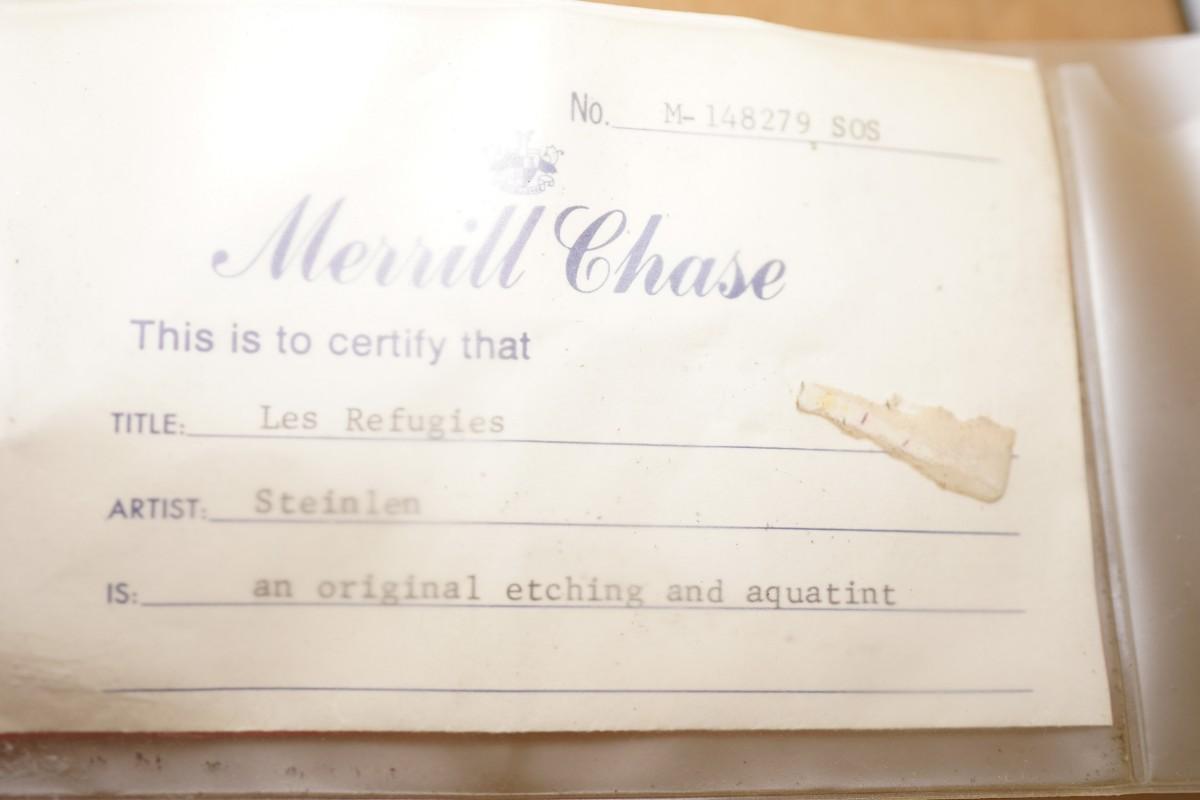 No. M-148279 SOS
Merrill Chase
This is to certify that
TITLE: Les Refugies
ARTIST: Steinlen
IS: an original etching and aquatint